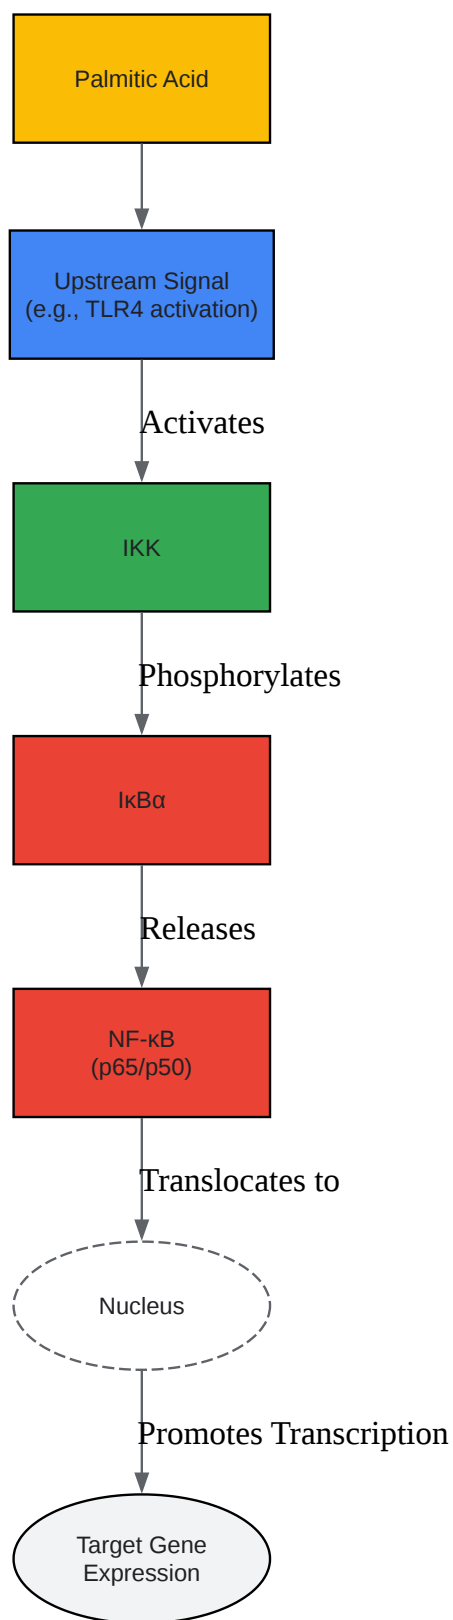 Palmitic Acid
Upstream Signal
(e.g., TLR4 activation)
Activates
IKK
Phosphorylates
IκBα
Releases
NF-κB
(p65/p50)
Translocates to
Nucleus
Promotes Transcription
Target Gene
Expression